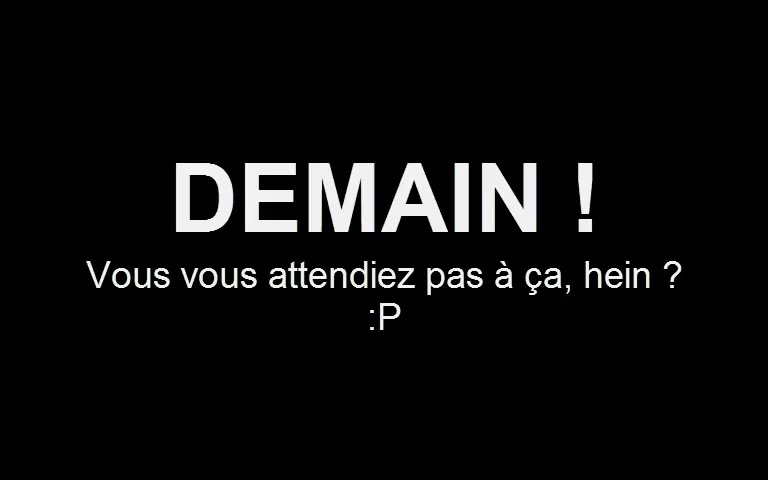 DEMAIN !
Vous vous attendiez pas à ça, hein ?
:P